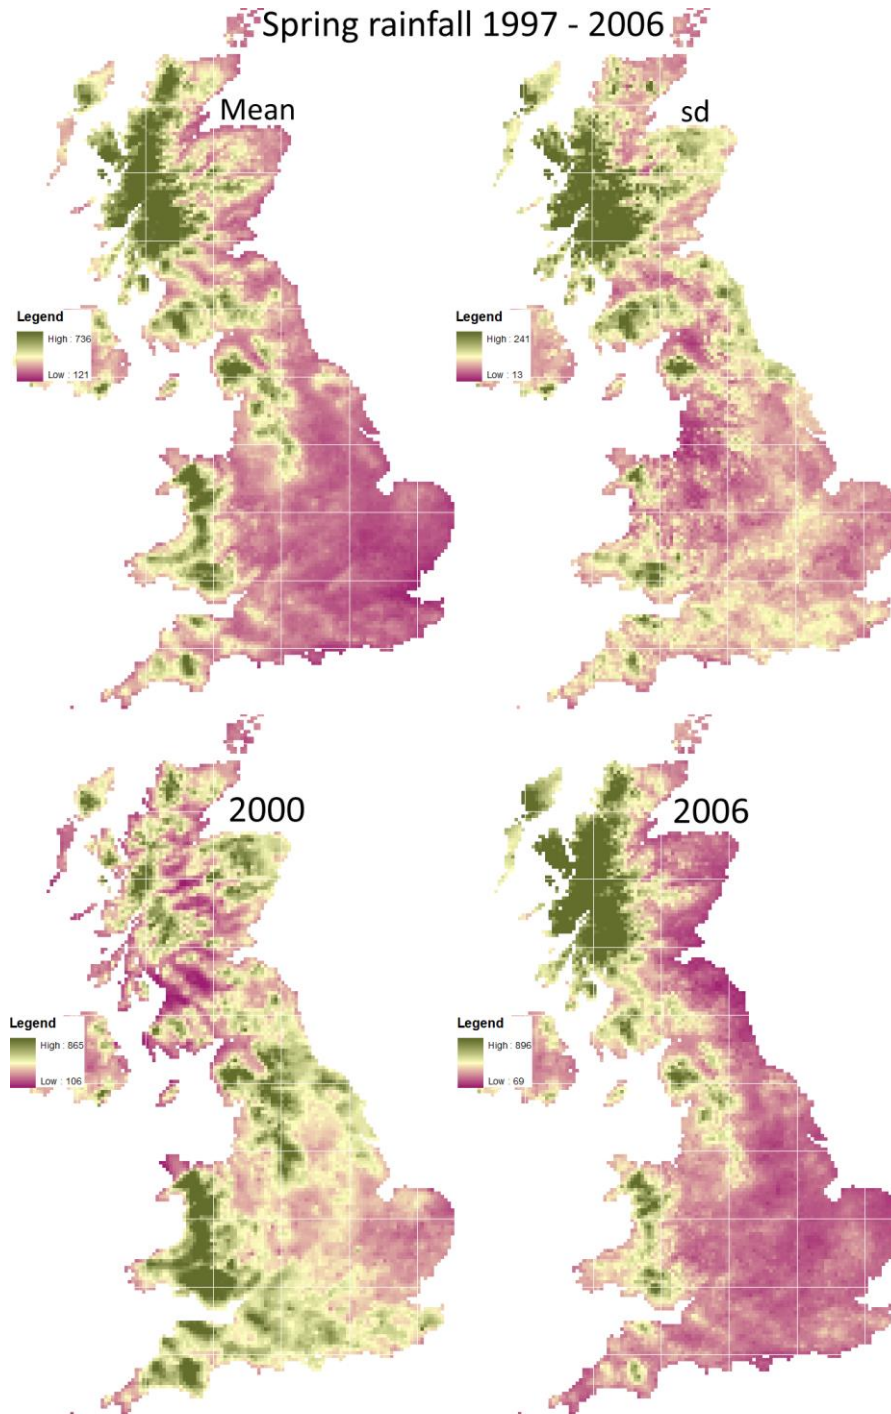 Spring rainfall 1997 - 2006
Mean
sd
Legend
High : 736
Low : 121
Legend
High : 241
Low : 13
2000
2006
Legend
High : 865
Low : 106
Legend
High : 896
Low : 69